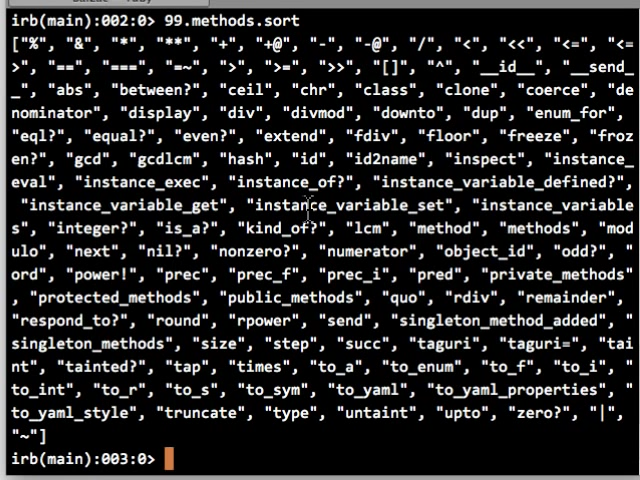 irb(main):002:0> 99.methods.sort
["%", "&", "*", "**", "+", "+@", "-", "-@", "/", "<", "<<", "<=", "<=
>", "==", "===", "=~", ">", ">=", ">>", "[]", "^", "__id__", "__send_
_", "abs", "between?", "ceil", "chr", "class", "clone", "coerce", "de
nominator", "display", "div", "divmod", "downto", "dup", "enum_for",
"eql?", "equal?", "even?", "extend", "fdiv", "floor", "freeze", "froz
en?", "gcd", "gcdlcm", "hash", "id", "id2name", "inspect", "instance_
eval", "instance_exec", "instance_of?", "instance_variable_defined?",
"instance_variable_get", "instance_variable_set", "instance_variable
s", "integer?", "is_a?", "kind_of?", "lcm", "method", "methods", "mod
ulo", "next", "nil?", "nonzero?", "numerator", "object_id", "odd?", "
ord", "power!", "prec", "prec_f", "prec_i", "pred", "private_methods"
, "protected_methods", "public_methods", "quo", "rdiv", "remainder",
"respond_to?", "round", "rpower", "send", "singleton_method_added", "
singleton_methods", "size", "step", "succ", "taguri", "taguri=", "tai
nt", "tainted?", "tap", "times", "to_a", "to_enum", "to_f", "to_i", "
to_int", "to_r", "to_s", "to_sym", "to_yaml", "to_yaml_properties", "
to_yaml_style", "truncate", "type", "untaint", "upto", "zero?", "|",
"~"]
irb(main):003:0>